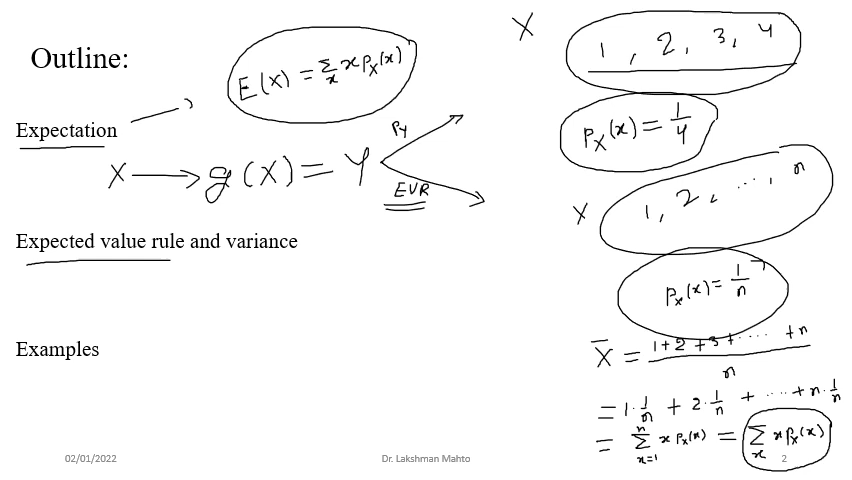 Outline:
E(X) = Σ_x x p_X(x)
Expectation
X → g(X) = Y
P_Y
EVR
Expected value rule and variance
Examples
X
1, 2, 3, 4
p_X(x) = 1/4
X
1, 2, ..., n
p_X(x) = 1/n
X̄ = (1+2+3+.....+n)/n
= 1·1/n + 2·1/n + ....+ n·1/n
= Σ_{x=1}^{n} x p_X(x) = Σ_x x p_X(x)
02/01/2022
Dr. Lakshman Mahto
2